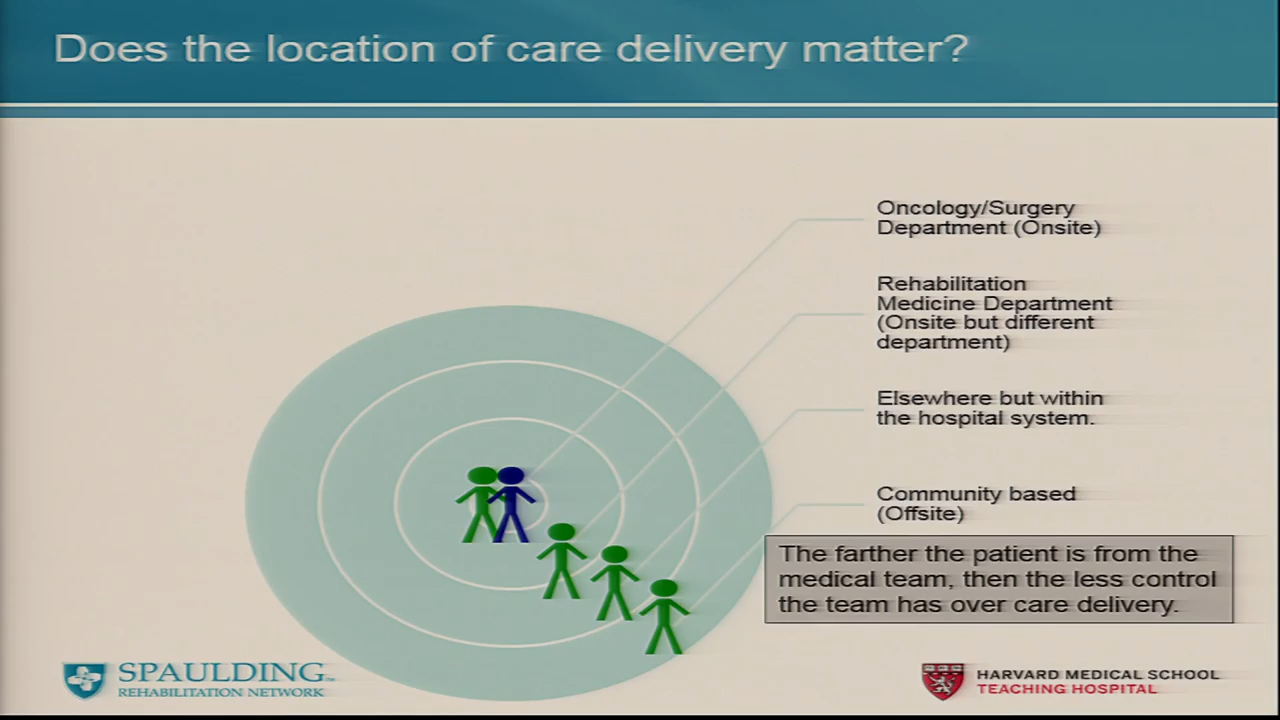 Does the location of care delivery matter?
Oncology/Surgery
Department (Onsite)
Rehabilitation
Medicine Department
(Onsite but different
department)
Elsewhere but within
the hospital system.
Community based
(Offsite)
The farther the patient is from the
medical team, then the less control
the team has over care delivery.
SPAULDING
REHABILITATION NETWORK
HARVARD MEDICAL SCHOOL
TEACHING HOSPITAL